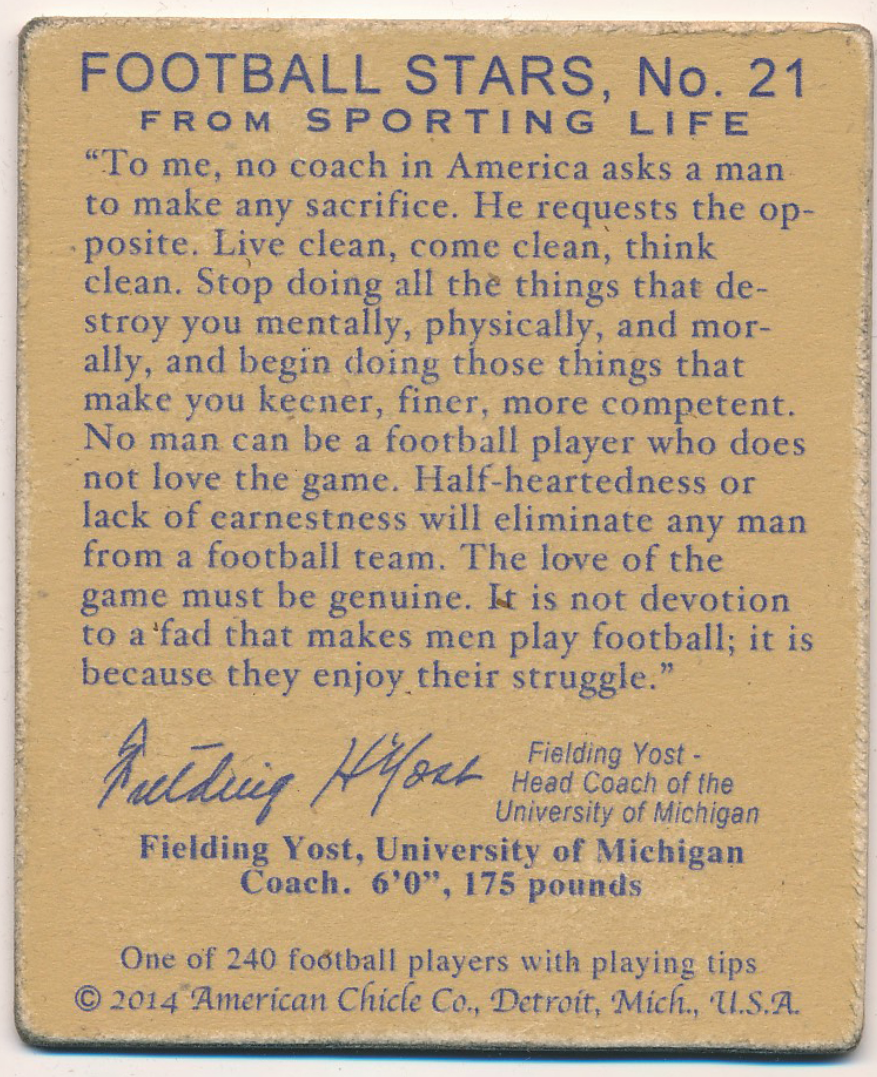 FOOTBALL STARS, No. 21
FROM SPORTING LIFE
“To me, no coach in America asks a man
to make any sacrifice. He requests the op-
posite. Live clean, come clean, think
clean. Stop doing all the things that de-
stroy you mentally, physically, and mor-
ally, and begin doing those things that
make you keener, finer, more competent.
No man can be a football player who does
not love the game. Half-heartedness or
lack of earnestness will eliminate any man
from a football team. The love of the
game must be genuine. It is not devotion
to a fad that makes men play football; it is
because they enjoy their struggle.”
Fielding H Yost
Fielding Yost -
Head Coach of the
University of Michigan
Fielding Yost, University of Michigan
Coach. 6’0”, 175 pounds
One of 240 football players with playing tips
© 2014 American Chicle Co., Detroit, Mich., U.S.A.